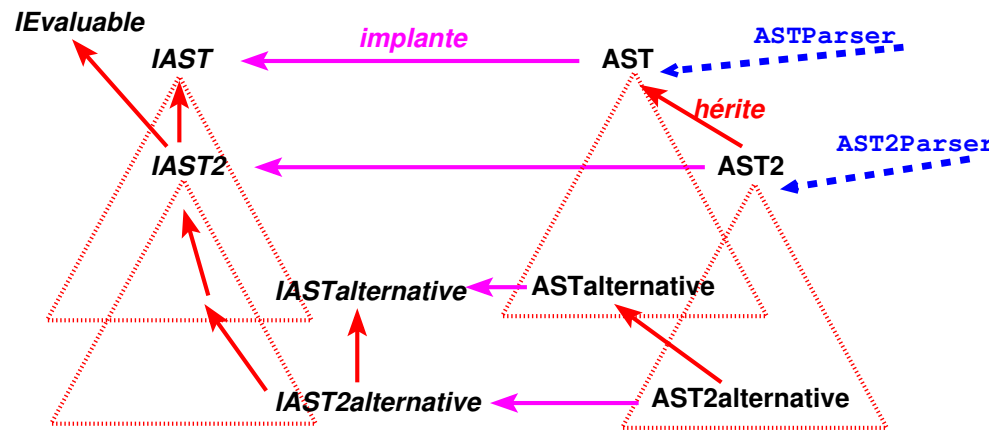 IEvaluable
IAST
implante
AST
ASTParser
hérite
IAST2
AST2
AST2Parser
IASTalternative
ASTalternative
IAST2alternative
AST2alternative